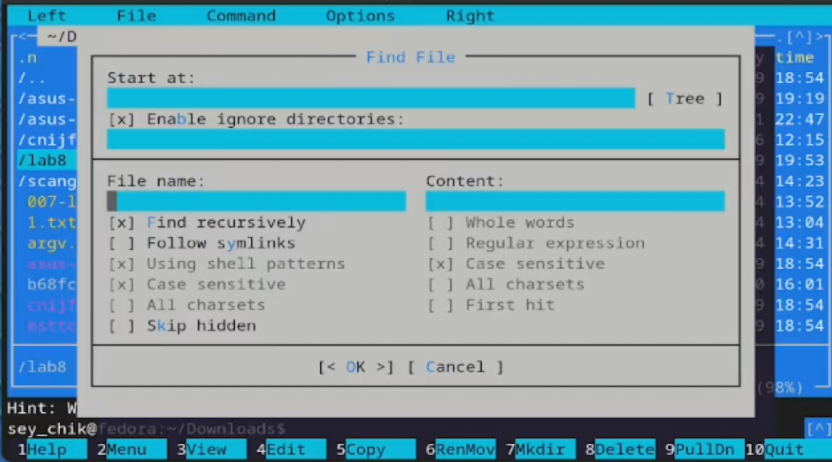 Left File Command Options Right
<─ ~/D .[^]>
.n Find File y time
/.. Start at: 9 18:54
/asus- [ Tree ] 9 19:19
/asus- [x] Enable ignore directories: 1 22:47
/cnijf 6 12:15
/lab8 9 19:53
/scang File name: Content: 4 14:23
007-l 4 13:52
1.txt [x] Find recursively [ ] Whole words 4 13:04
argv. [ ] Follow symlinks [ ] Regular expression 4 14:31
asus- [x] Using shell patterns [x] Case sensitive 9 18:54
b68fc [x] Case sensitive [ ] All charsets 0 16:01
cnijf [ ] All charsets [ ] First hit 9 18:54
msttc [ ] Skip hidden 9 18:54
/lab8 [< OK >] [ Cancel ]
(98%)
Hint: W
sey_chik@fedora:~/Downloads$ [^]
1Help 2Menu 3View 4Edit 5Copy 6RenMov 7Mkdir 8Delete 9PullDn 10Quit